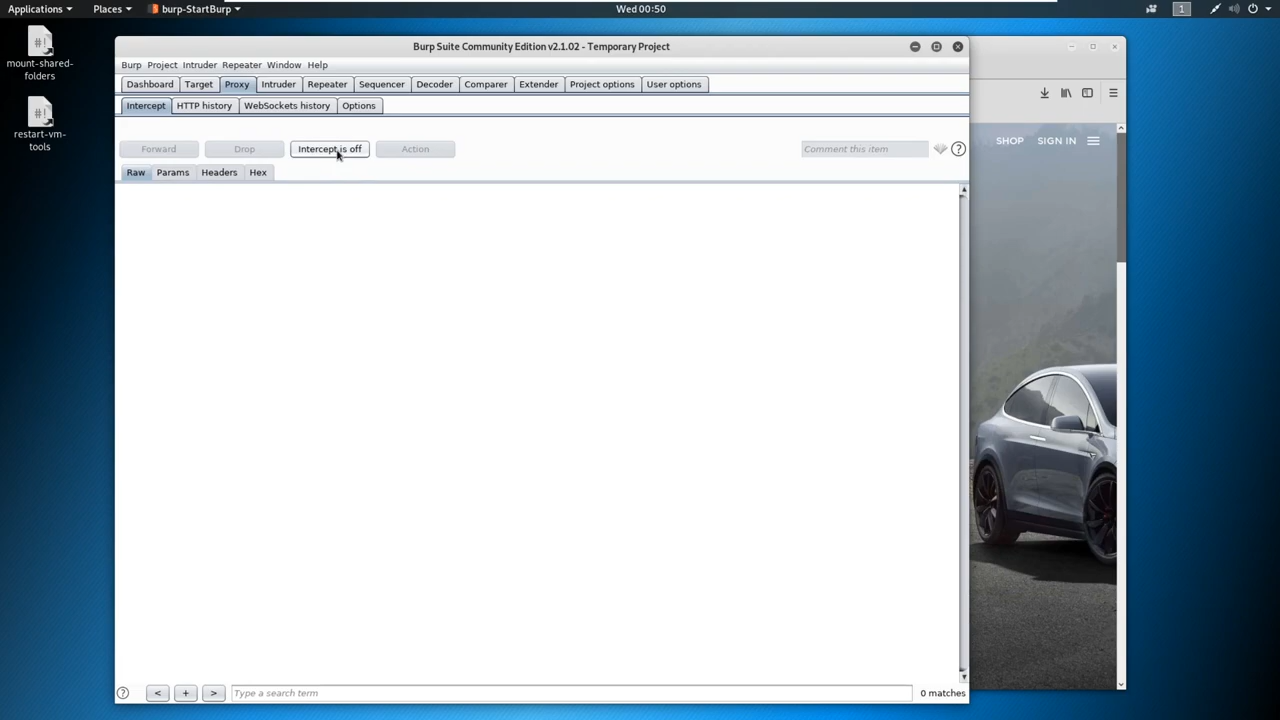 Applications Places burp-StartBurp Wed 00:50 1
mount-shared-folders
restart-vm-tools
Burp Suite Community Edition v2.1.02 - Temporary Project
Burp Project Intruder Repeater Window Help
Dashboard Target Proxy Intruder Repeater Sequencer Decoder Comparer Extender Project options User options
Intercept HTTP history WebSockets history Options
Forward Drop Intercept is off Action Comment this item ?
Raw Params Headers Hex
SHOP SIGN IN
? < + > Type a search term 0 matches